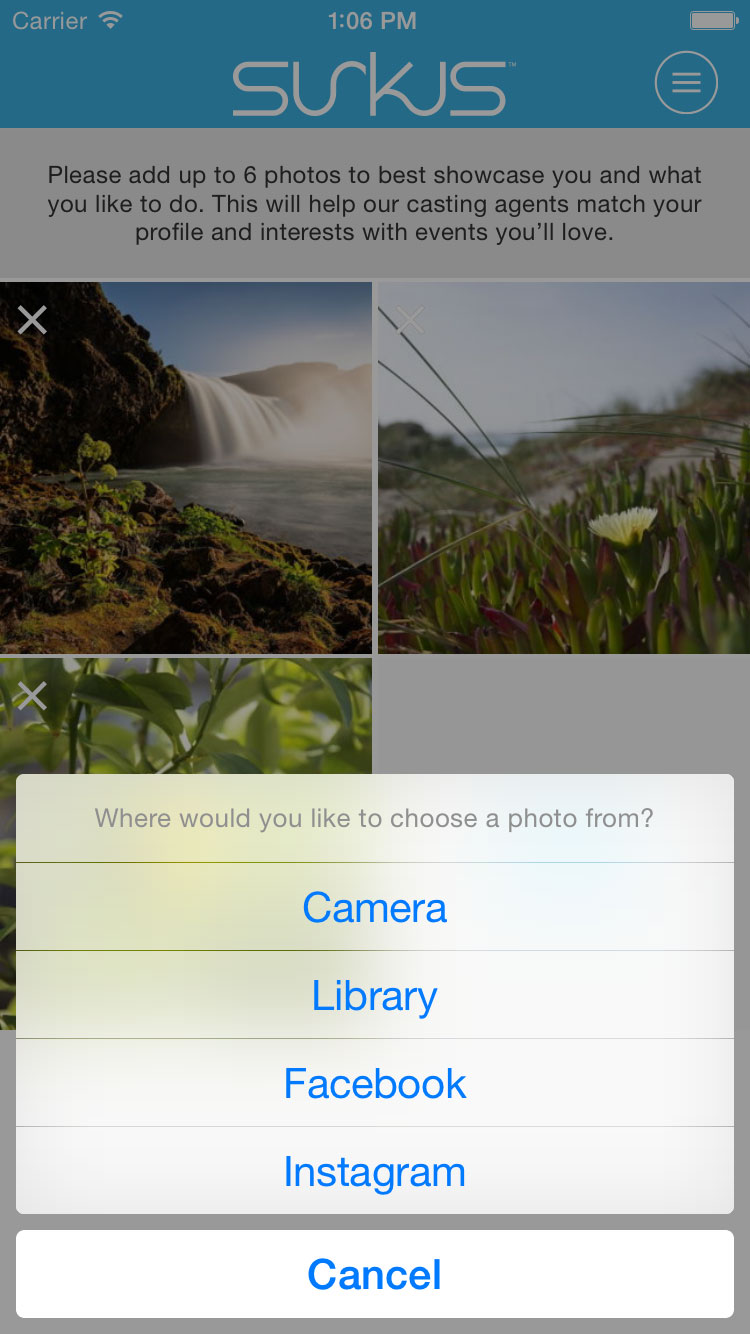 Carrier 1:06 PM
SURKUS™
Please add up to 6 photos to best showcase you and what
you like to do. This will help our casting agents match your
profile and interests with events you’ll love.
Where would you like to choose a photo from?
Camera
Library
Facebook
Instagram
Cancel